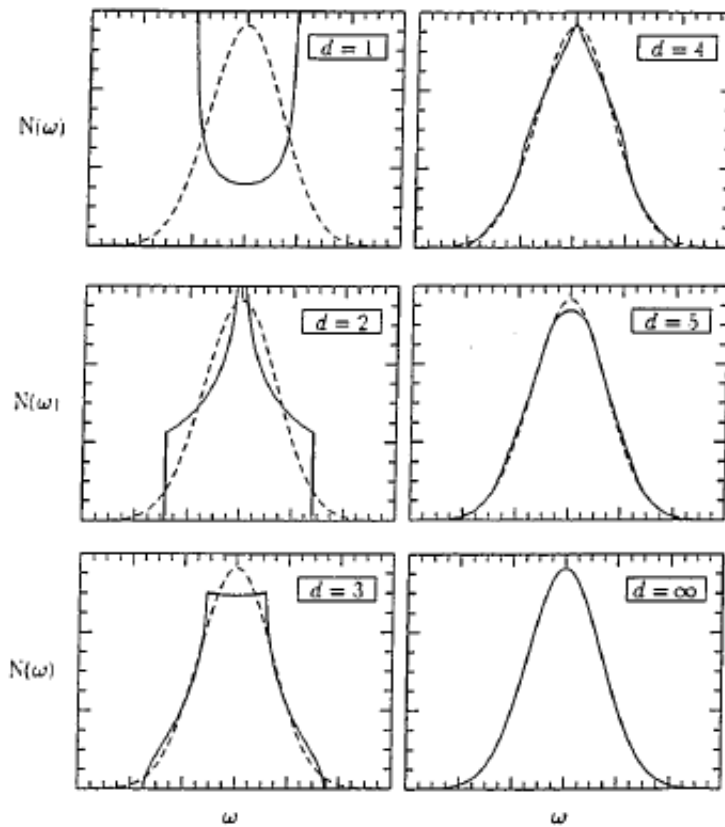 d = 1
d = 4
N(ω)
d = 2
d = 5
N(ω)
d = 3
d = ∞
N(ω)
ω
ω